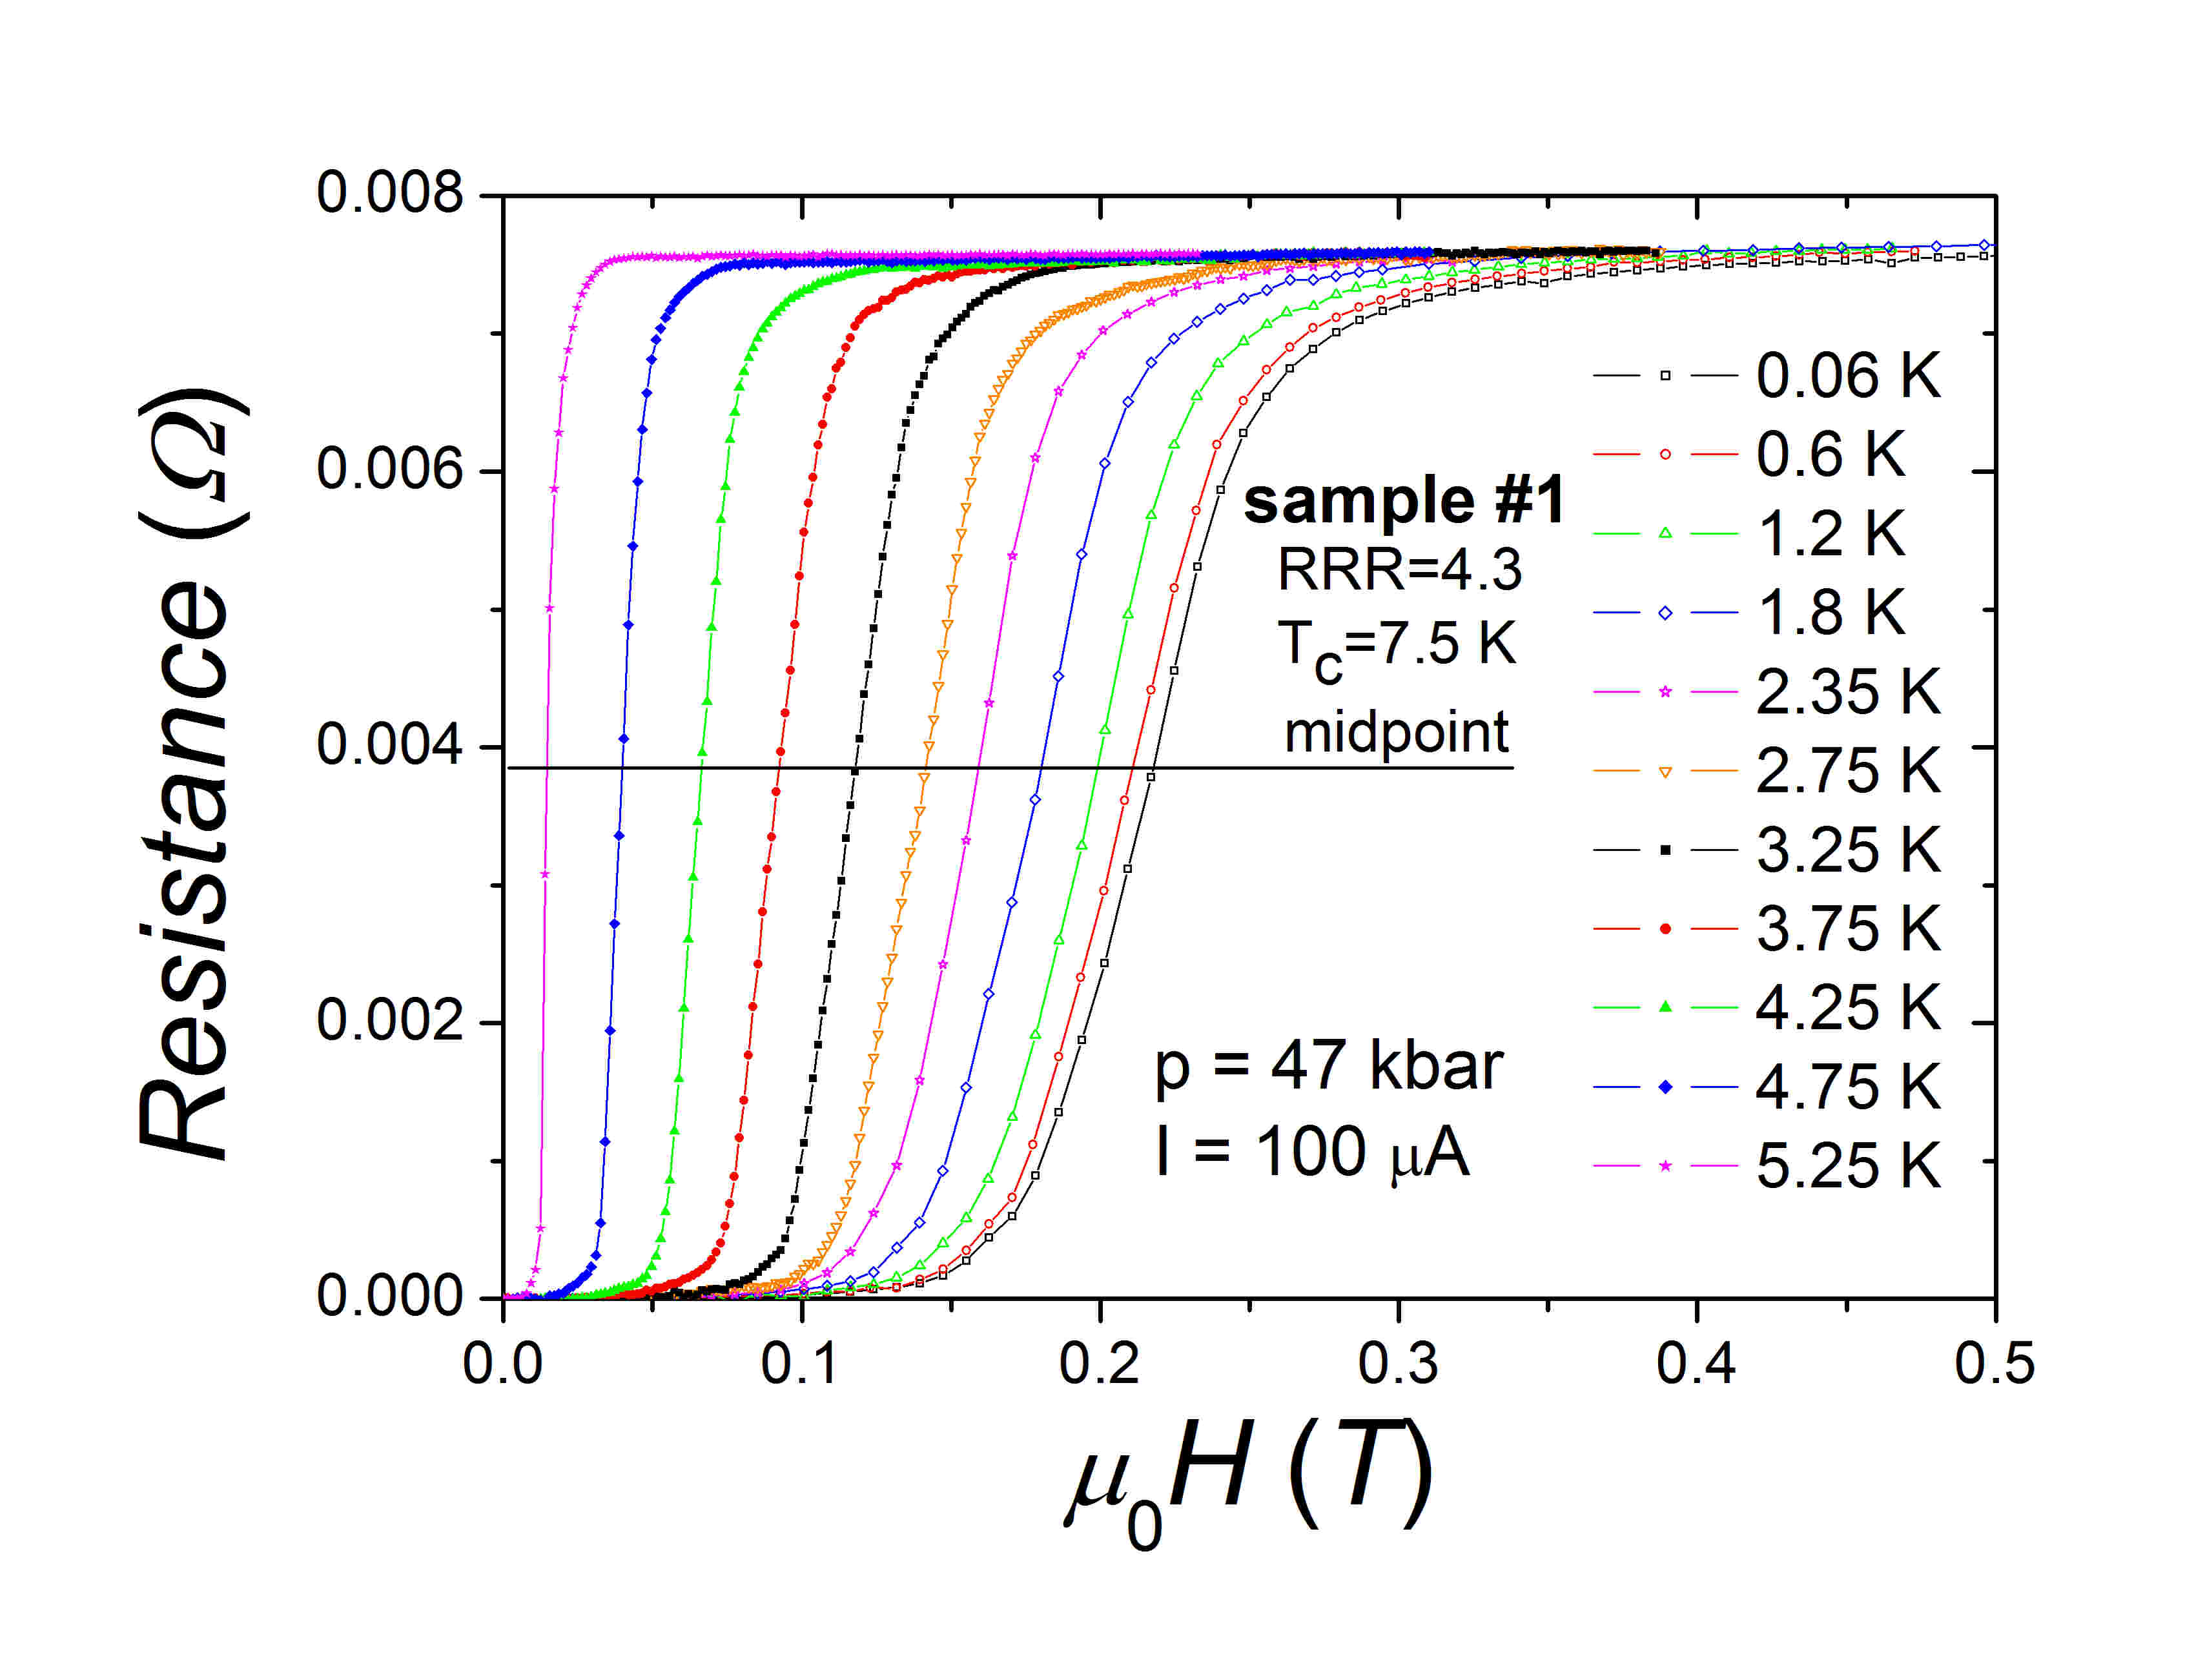 Resistance (Ω)
0.008
0.006
0.004
0.002
0.000
0.0
0.1
0.2
0.3
0.4
0.5
μ0H (T)
sample #1
RRR=4.3
Tc=7.5 K
midpoint
p = 47 kbar
I = 100 μA
0.06 K
0.6 K
1.2 K
1.8 K
2.35 K
2.75 K
3.25 K
3.75 K
4.25 K
4.75 K
5.25 K